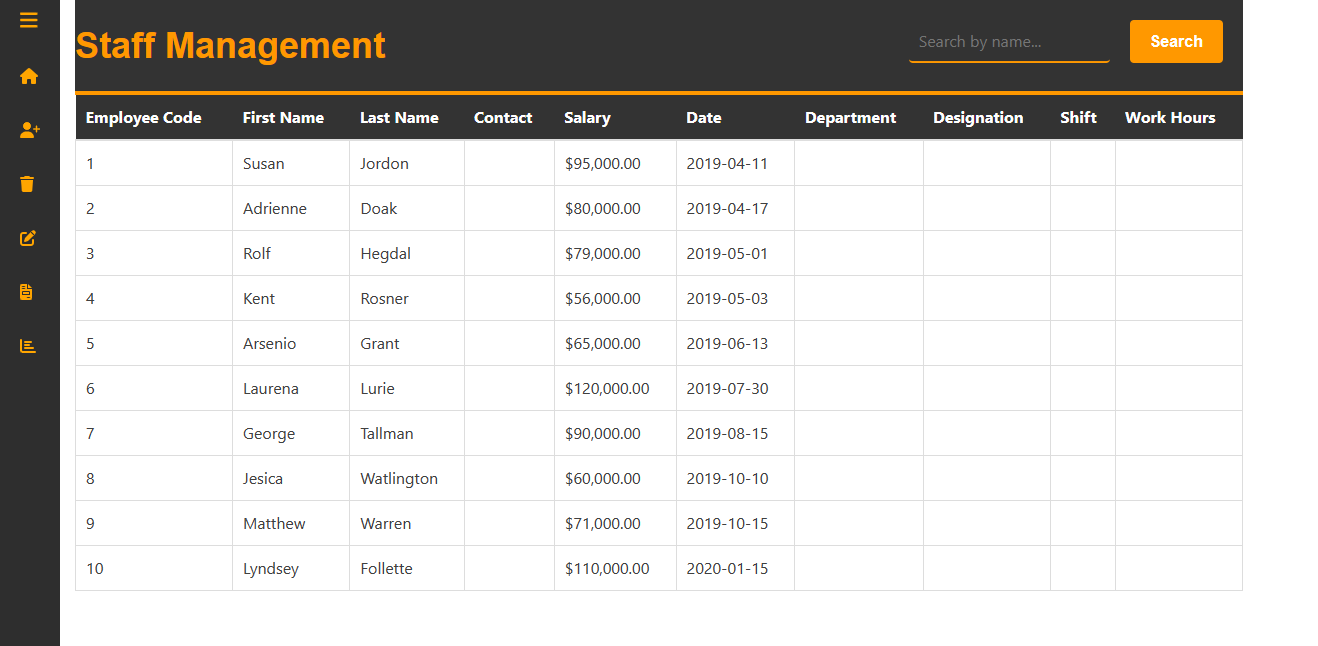 Staff Management
Search by name... Search
Employee Code First Name Last Name Contact Salary Date Department Designation Shift Work Hours
1 Susan Jordon $95,000.00 2019-04-11
2 Adrienne Doak $80,000.00 2019-04-17
3 Rolf Hegdal $79,000.00 2019-05-01
4 Kent Rosner $56,000.00 2019-05-03
5 Arsenio Grant $65,000.00 2019-06-13
6 Laurena Lurie $120,000.00 2019-07-30
7 George Tallman $90,000.00 2019-08-15
8 Jesica Watlington $60,000.00 2019-10-10
9 Matthew Warren $71,000.00 2019-10-15
10 Lyndsey Follette $110,000.00 2020-01-15